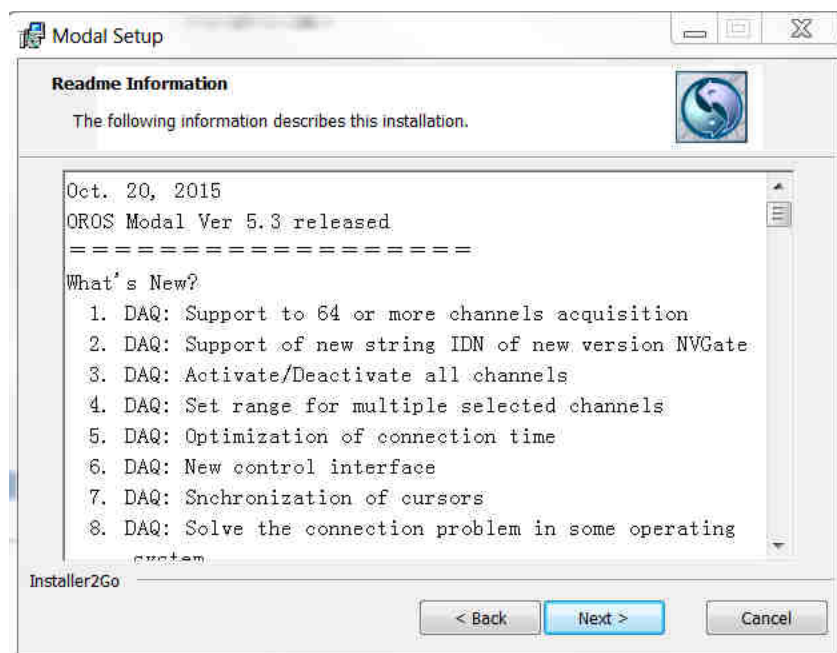 Modal Setup
Readme Information
The following information describes this installation.
Oct. 20, 2015
OROS Modal Ver 5.3 released
==================
What's New?
1. DAQ: Support to 64 or more channels acquisition
2. DAQ: Support of new string IDN of new version NVGate
3. DAQ: Activate/Deactivate all channels
4. DAQ: Set range for multiple selected channels
5. DAQ: Optimization of connection time
6. DAQ: New control interface
7. DAQ: Snchronization of cursors
8. DAQ: Solve the connection problem in some operating
system
Installer2Go
< Back
Next >
Cancel